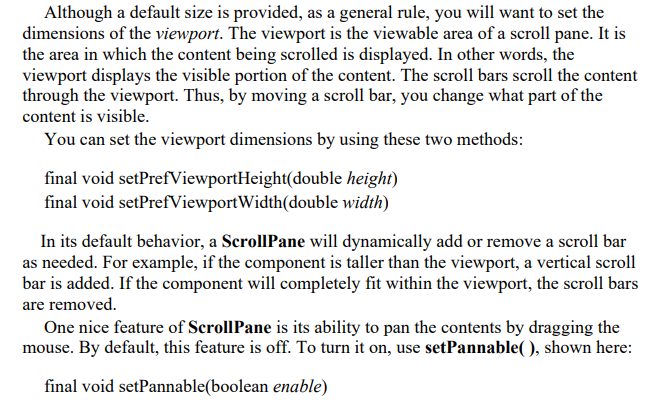 Although a default size is provided, as a general rule, you will want to set the
dimensions of the viewport. The viewport is the viewable area of a scroll pane. It is
the area in which the content being scrolled is displayed. In other words, the
viewport displays the visible portion of the content. The scroll bars scroll the content
through the viewport. Thus, by moving a scroll bar, you change what part of the
content is visible.
You can set the viewport dimensions by using these two methods:
final void setPrefViewportHeight(double height)
final void setPrefViewportWidth(double width)
In its default behavior, a ScrollPane will dynamically add or remove a scroll bar
as needed. For example, if the component is taller than the viewport, a vertical scroll
bar is added. If the component will completely fit within the viewport, the scroll bars
are removed.
One nice feature of ScrollPane is its ability to pan the contents by dragging the
mouse. By default, this feature is off. To turn it on, use setPannable( ), shown here:
final void setPannable(boolean enable)